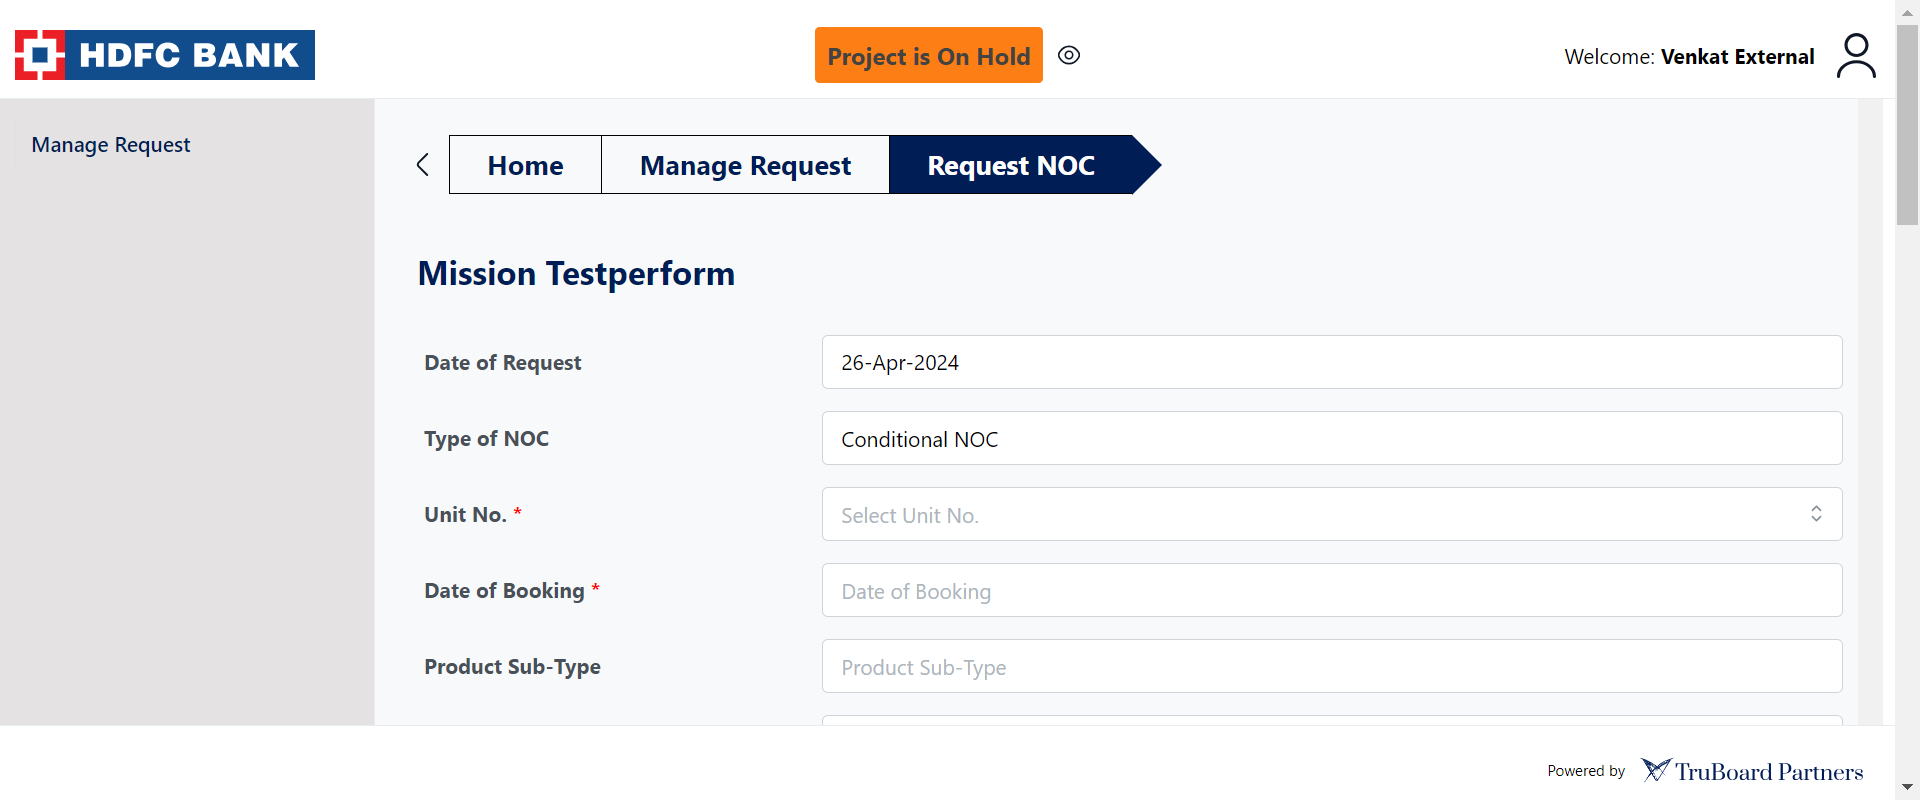 HDFC BANK
Project is On Hold
Welcome: Venkat External
Manage Request
Home
Manage Request
Request NOC
Mission Testperform
Date of Request
26-Apr-2024
Type of NOC
Conditional NOC
Unit No. *
Select Unit No.
Date of Booking *
Date of Booking
Product Sub-Type
Product Sub-Type
Powered by
TruBoard Partners